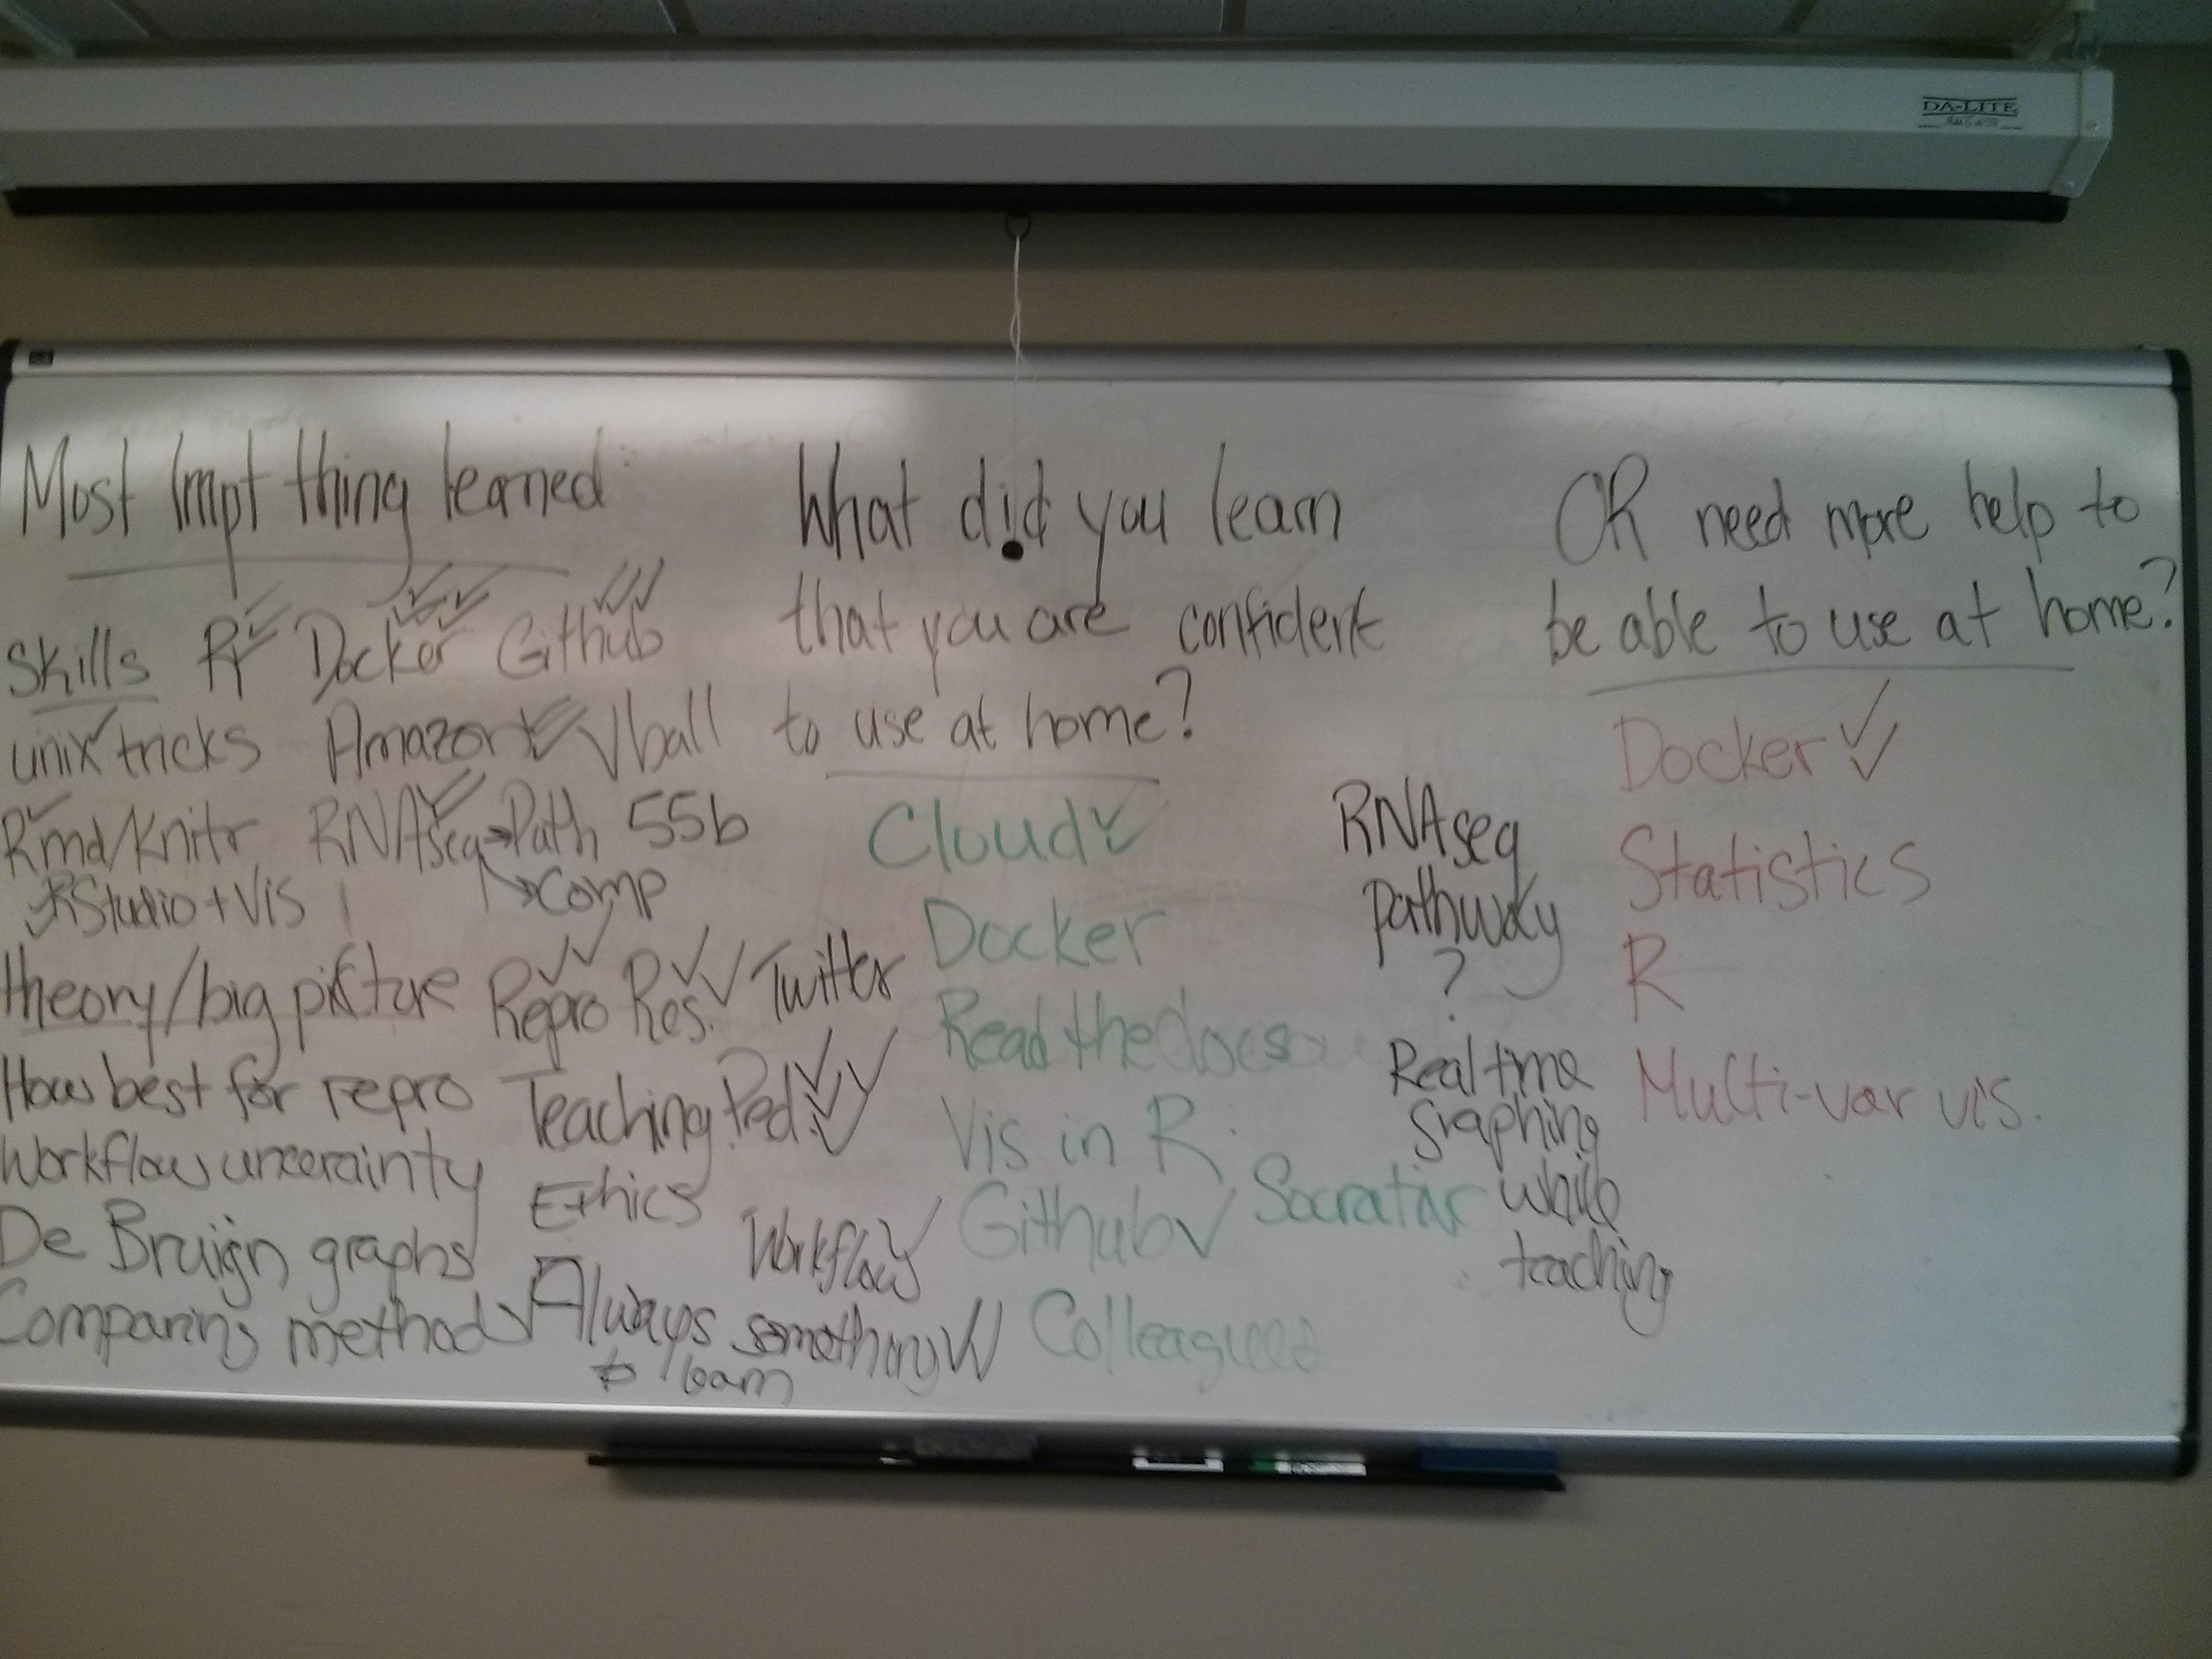 DA-LITE
Most Impt thing learned:
Skills R Docker Github
unix tricks Amazon Vball
Rmd/Knitr RNAseq → Path 55b
→ Comp
RStudio + Vis
theory/big picture Repro Res. Twitter
How best for repro Teaching Ped.
Workflow uncerainty Ethics
De Bruign graphs Workflow
Comparing methods Always something
to learn
What did you learn
that you are confident
to use at home?
Cloud
Docker
Read the docs
Vis in R
Github Socrative
Colleagues
RNAseq
pathway
?
Real time
graphing
while
teaching
OR need more help to
be able to use at home?
Docker
Statistics
R
Multi-var vis.